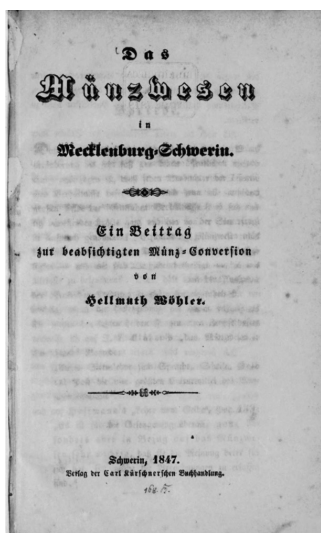 Das
Münzwesen
in
Mecklenburg-Schwerin.
Ein Beitrag
zur beabsichtigten Münz-Conversion
von
Hellmuth Wöhler.
Schwerin, 1847.
Verlag der Carl Kürschnerschen Buchhandlung.